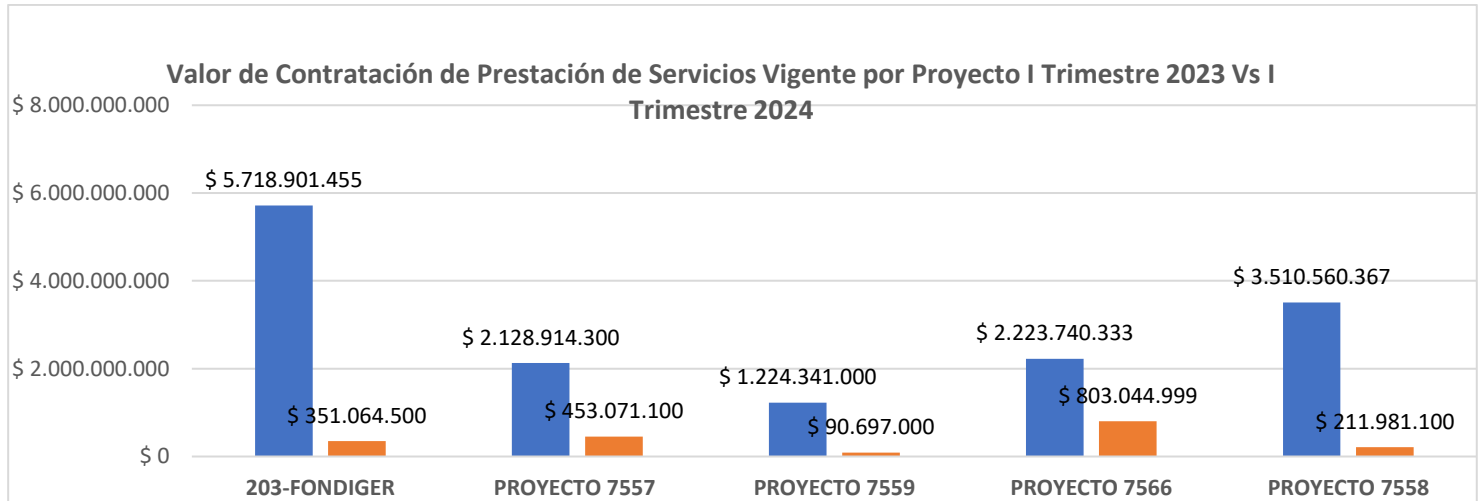 Valor de Contratación de Prestación de Servicios Vigente por Proyecto I Trimestre 2023 Vs I
Trimestre 2024
$ 8.000.000.000
$ 6.000.000.000
$ 4.000.000.000
$ 2.000.000.000
$ 0
$ 5.718.901.455
$ 351.064.500
$ 2.128.914.300
$ 453.071.100
$ 1.224.341.000
$ 90.697.000
$ 2.223.740.333
$ 803.044.999
$ 3.510.560.367
$ 211.981.100
203-FONDIGER
PROYECTO 7557
PROYECTO 7559
PROYECTO 7566
PROYECTO 7558